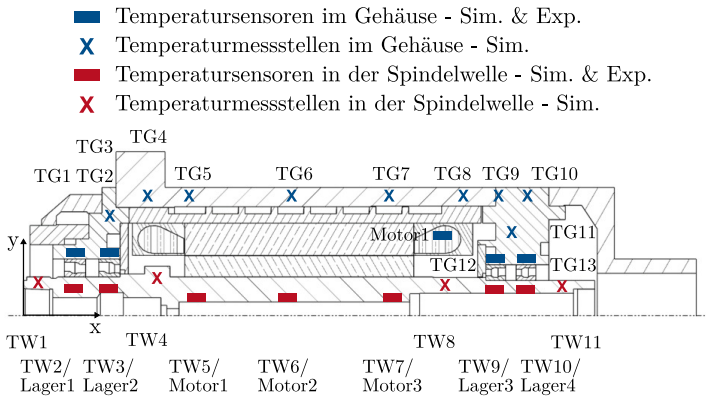 Temperatursensoren im Gehäuse - Sim. & Exp.
X Temperaturmessstellen im Gehäuse - Sim.
Temperatursensoren in der Spindelwelle - Sim. & Exp.
X Temperaturmessstellen in der Spindelwelle - Sim.
TG3 TG4
TG1 TG2 TG5 TG6 TG7 TG8 TG9 TG10
y Motor1 TG11
TG12 TG13
x
TW1 TW4 TW8 TW11
TW2/ TW3/ TW5/ TW6/ TW7/ TW9/ TW10/
Lager1 Lager2 Motor1 Motor2 Motor3 Lager3 Lager4